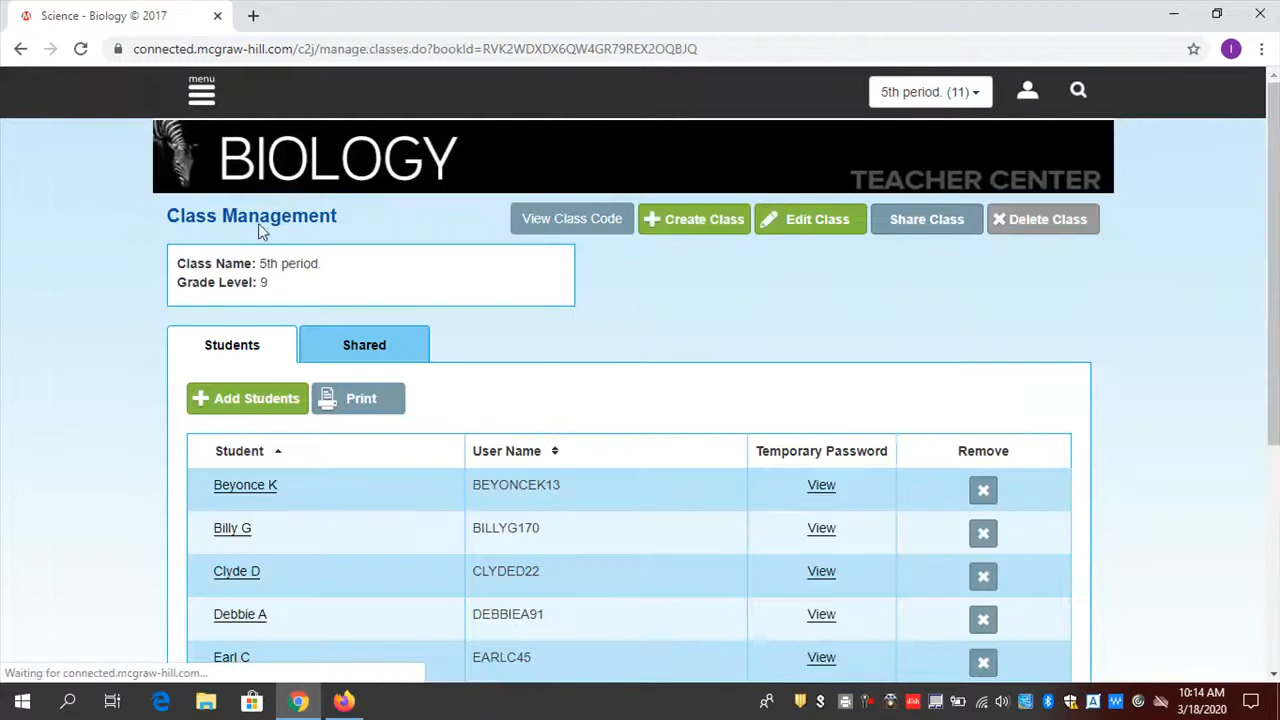 Science - Biology © 2017
connected.mcgraw-hill.com/c2j/manage.classes.do?bookId=RVK2WDXDX6QW4GR79REX2OQBJQ
I
menu
5th period. (11)
BIOLOGY
TEACHER CENTER
Class Management
View Class Code
Create Class
Edit Class
Share Class
Delete Class
Class Name: 5th period.
Grade Level: 9
Students
Shared
Add Students
Print
Student
User Name
Temporary Password
Remove
Beyonce K
BEYONCEK13
View
Billy G
BILLYG170
View
Clyde D
CLYDED22
View
Debbie A
DEBBIEA91
View
Earl C
EARLC45
View
Waiting for connected.mcgraw-hill.com...
10:14 AM
3/18/2020